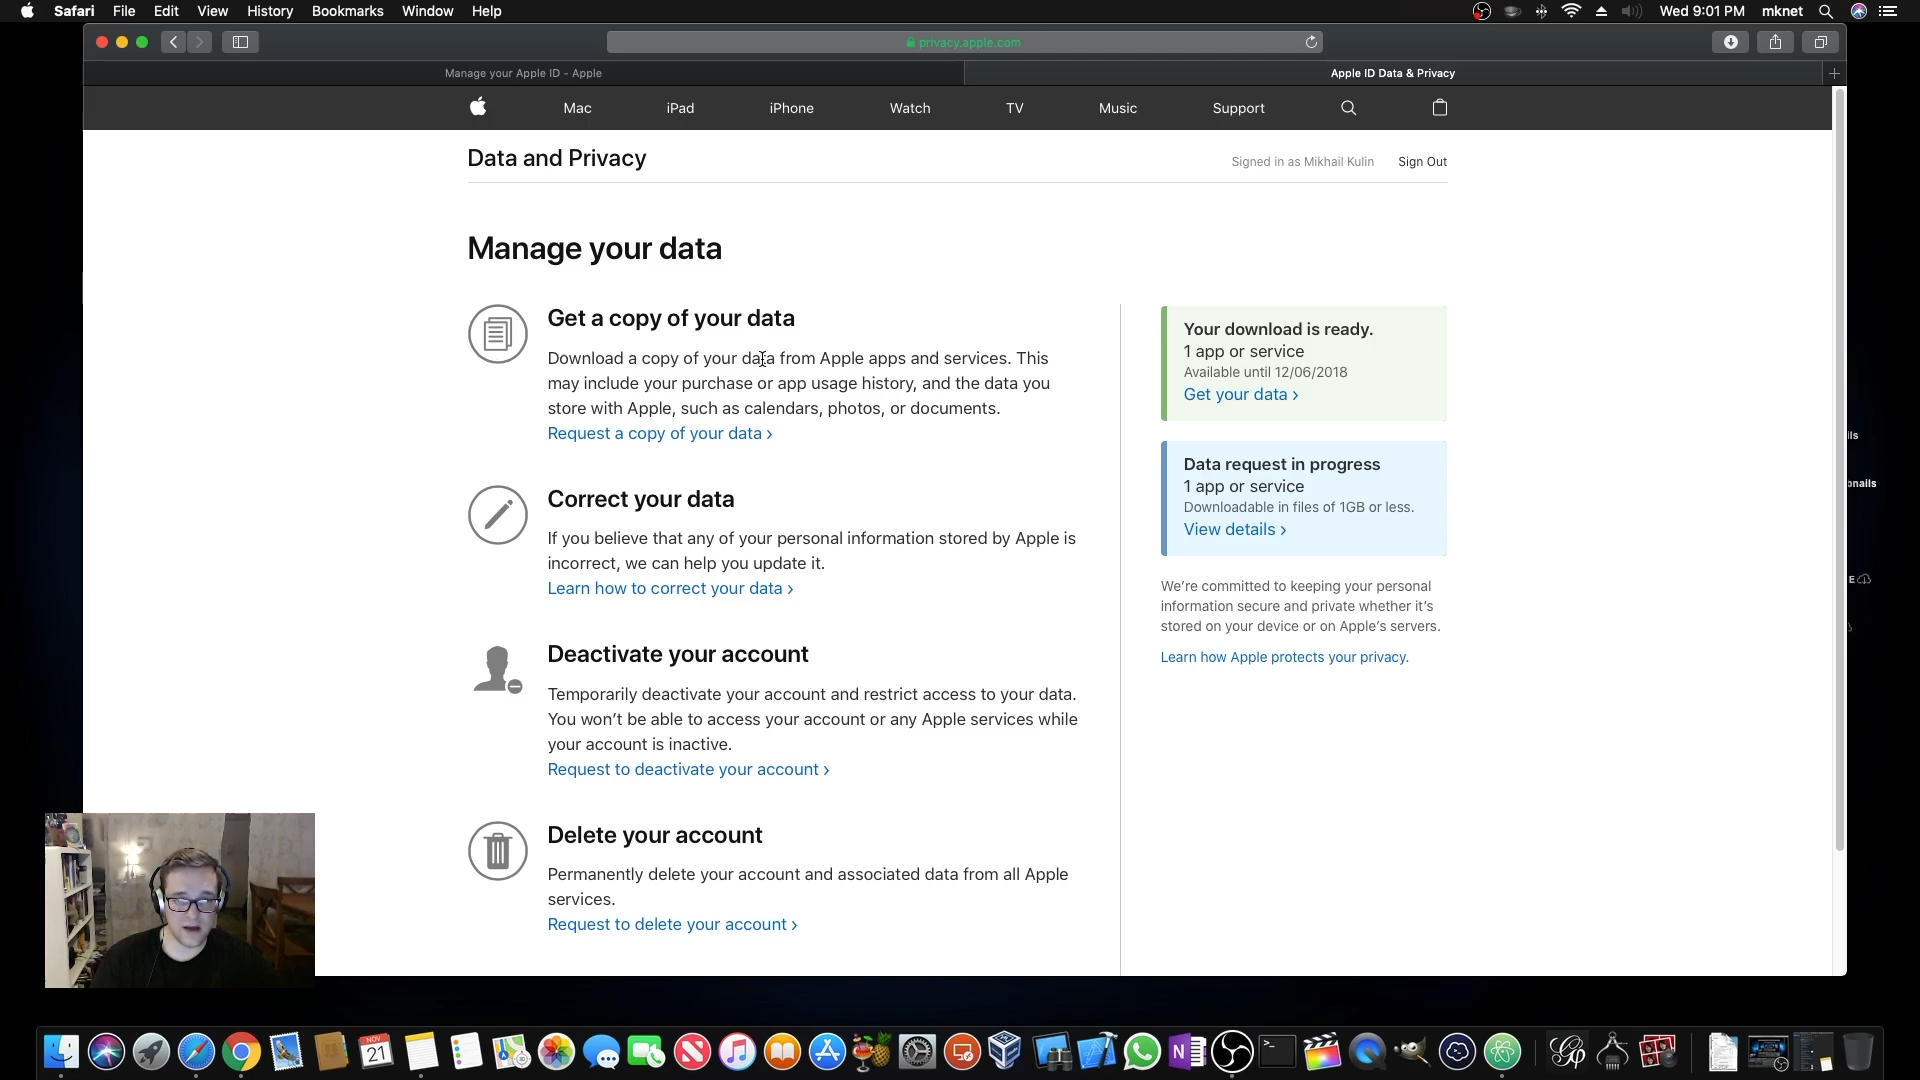 Safari File Edit View History Bookmarks Window Help
Wed 9:01 PM mknet
privacy.apple.com
Manage your Apple ID - Apple
Apple ID Data & Privacy
Mac iPad iPhone Watch TV Music Support
Data and Privacy
Signed in as Mikhail Kulin Sign Out
Manage your data
Get a copy of your data
Download a copy of your data from Apple apps and services. This
may include your purchase or app usage history, and the data you
store with Apple, such as calendars, photos, or documents.
Request a copy of your data ›
Correct your data
If you believe that any of your personal information stored by Apple is
incorrect, we can help you update it.
Learn how to correct your data ›
Deactivate your account
Temporarily deactivate your account and restrict access to your data.
You won’t be able to access your account or any Apple services while
your account is inactive.
Request to deactivate your account ›
Delete your account
Permanently delete your account and associated data from all Apple
services.
Request to delete your account ›
Your download is ready.
1 app or service
Available until 12/06/2018
Get your data ›
Data request in progress
1 app or service
Downloadable in files of 1GB or less.
View details ›
We’re committed to keeping your personal
information secure and private whether it’s
stored on your device or on Apple’s servers.
Learn how Apple protects your privacy.
NOV
21